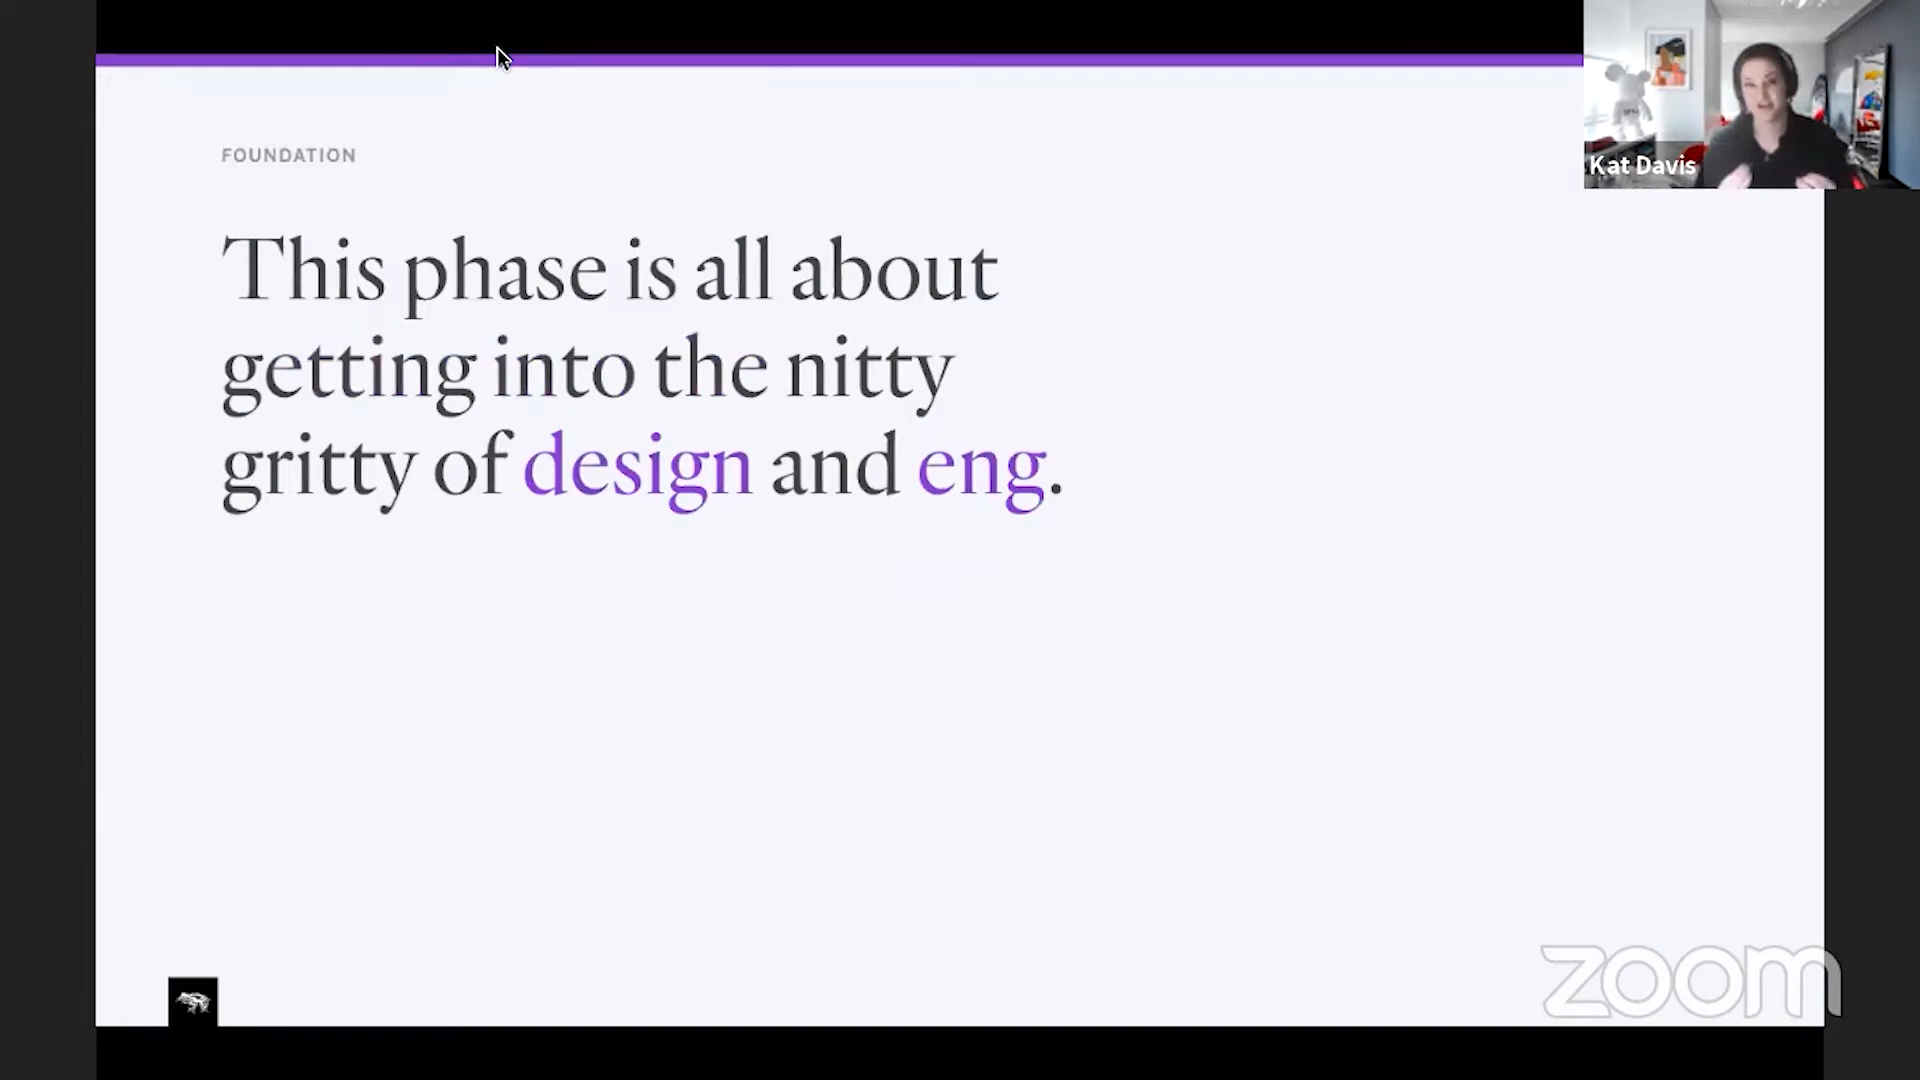 FOUNDATION
This phase is all about
getting into the nitty
gritty of design and eng.
Kat Davis
zoom